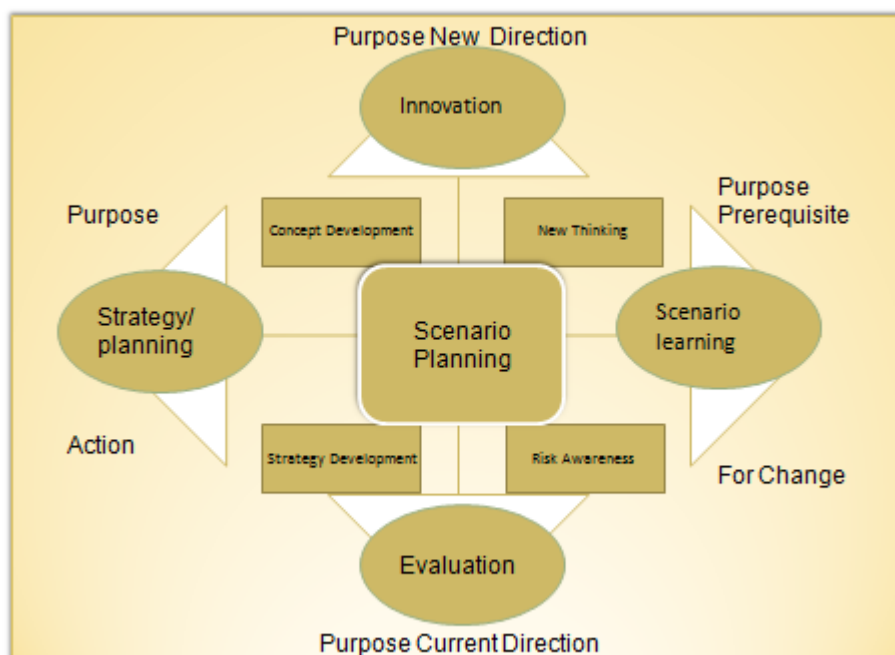 Purpose New Direction
Innovation
Purpose
Purpose
Prerequisite
Concept Development
New Thinking
Strategy/
planning
Scenario
Planning
Scenario
learning
Action
Strategy Development
Risk Awareness
For Change
Evaluation
Purpose Current Direction